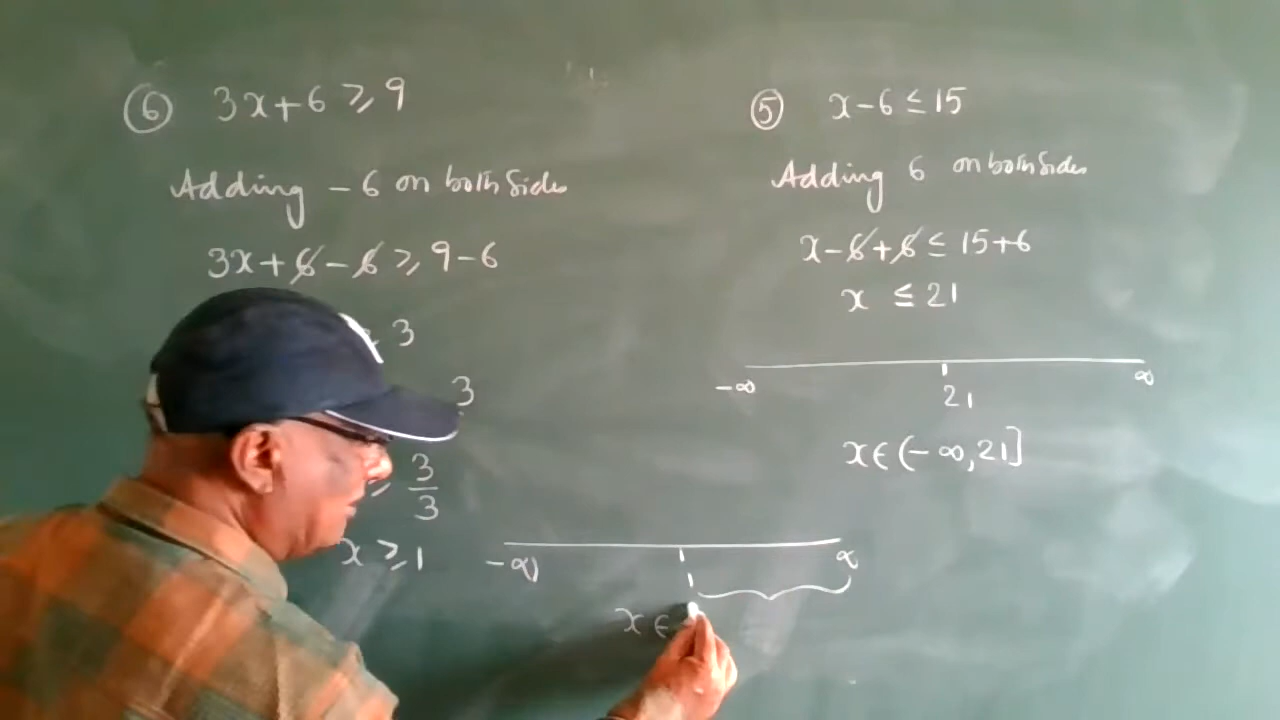 ⑥ 3x+6 ≥ 9
Adding -6 on both sides
3x+6-6 ≥ 9-6
3
3
≥ 3/3
x ≥ 1
-∞ 1 ∞
x ∈
⑤ x-6 ≤ 15
Adding 6 on both sides
x-6+6 ≤ 15+6
x ≤ 21
-∞ 21 ∞
x ∈ (-∞, 21]